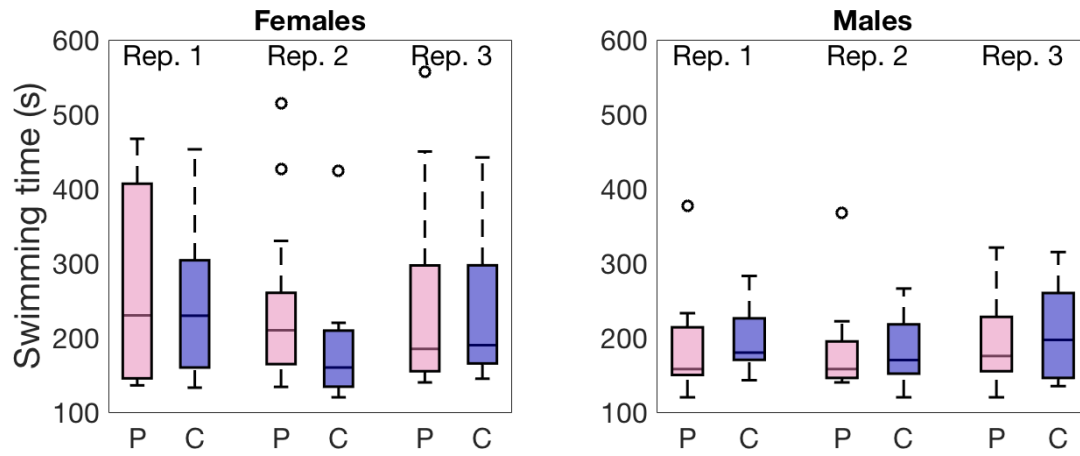 Females
Males
Swimming time (s)
600
500
400
300
200
100
Rep. 1
Rep. 2
Rep. 3
P
C
P
C
P
C
600
500
400
300
200
100
Rep. 1
Rep. 2
Rep. 3
P
C
P
C
P
C